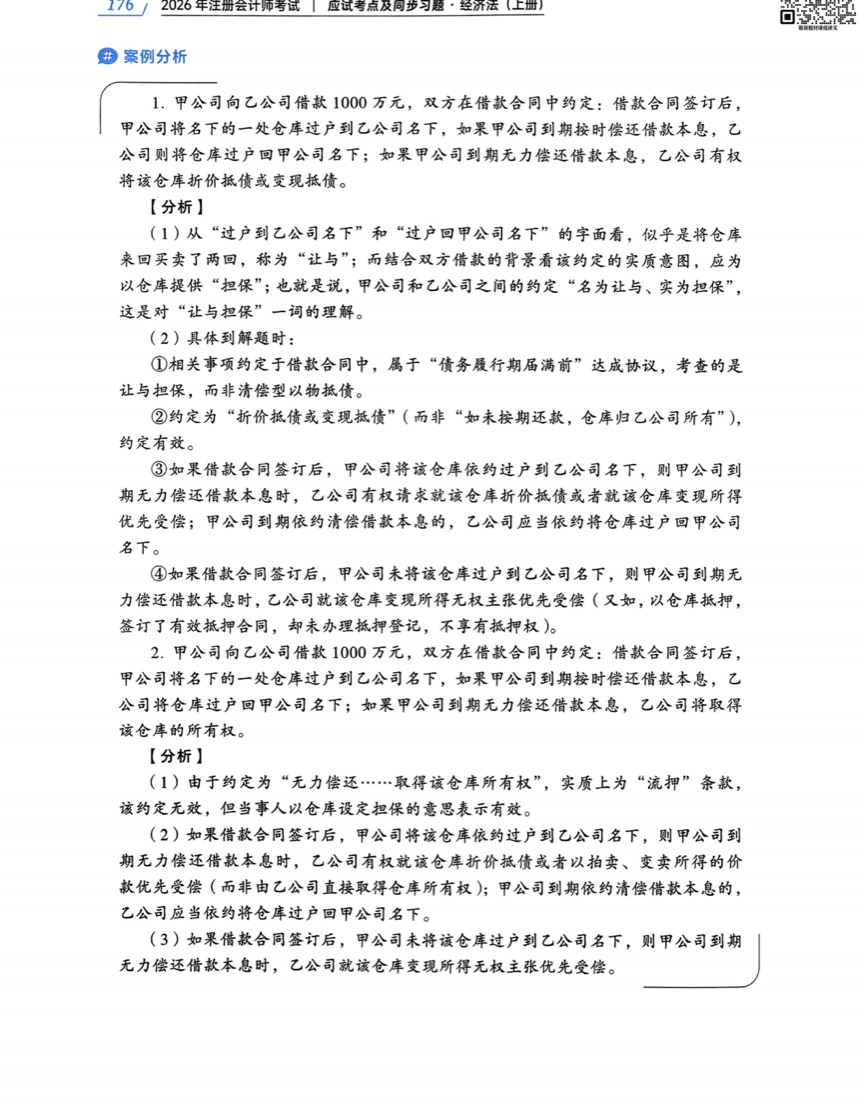 176 / 2026 年注册会计师考试 | 应试考点及同步习题·经济法（上册）
# 案例分析
1. 甲公司向乙公司借款 1000 万元，双方在借款合同中约定：借款合同签订后，
甲公司将名下的一处仓库过户到乙公司名下，如果甲公司到期按时偿还借款本息，乙
公司则将仓库过户回甲公司名下；如果甲公司到期无力偿还借款本息，乙公司有权
将该仓库折价抵债或变现抵债。
【分析】
（1）从“过户到乙公司名下”和“过户回甲公司名下”的字面看，似乎是将仓库
来回买卖了两回，称为“让与”；而结合双方借款的背景看该约定的实质意图，应为
以仓库提供“担保”；也就是说，甲公司和乙公司之间的约定“名为让与、实为担保”，
这是对“让与担保”一词的理解。
（2）具体到解题时：
①相关事项约定于借款合同中，属于“债务履行期届满前”达成协议，考查的是
让与担保，而非清偿型以物抵债。
②约定为“折价抵债或变现抵债”（而非“如未按期还款，仓库归乙公司所有”），
约定有效。
③如果借款合同签订后，甲公司将该仓库依约过户到乙公司名下，则甲公司到
期无力偿还借款本息时，乙公司有权请求就该仓库折价抵债或者就该仓库变现所得
优先受偿；甲公司到期依约清偿借款本息的，乙公司应当依约将仓库过户回甲公司
名下。
④如果借款合同签订后，甲公司未将该仓库过户到乙公司名下，则甲公司到期无
力偿还借款本息时，乙公司就该仓库变现所得无权主张优先受偿（又如，以仓库抵押，
签订了有效抵押合同，却未办理抵押登记，不享有抵押权）。
2. 甲公司向乙公司借款 1000 万元，双方在借款合同中约定：借款合同签订后，
甲公司将名下的一处仓库过户到乙公司名下，如果甲公司到期按时偿还借款本息，乙
公司将仓库过户回甲公司名下；如果甲公司到期无力偿还借款本息，乙公司将取得
该仓库的所有权。
【分析】
（1）由于约定为“无力偿还……取得该仓库所有权”，实质上为“流押”条款，
该约定无效，但当事人以仓库设定担保的意思表示有效。
（2）如果借款合同签订后，甲公司将该仓库依约过户到乙公司名下，则甲公司到
期无力偿还借款本息时，乙公司有权就该仓库折价抵债或者以拍卖、变卖所得的价
款优先受偿（而非由乙公司直接取得仓库所有权）；甲公司到期依约清偿借款本息的，
乙公司应当依约将仓库过户回甲公司名下。
（3）如果借款合同签订后，甲公司未将该仓库过户到乙公司名下，则甲公司到期
无力偿还借款本息时，乙公司就该仓库变现所得无权主张优先受偿。